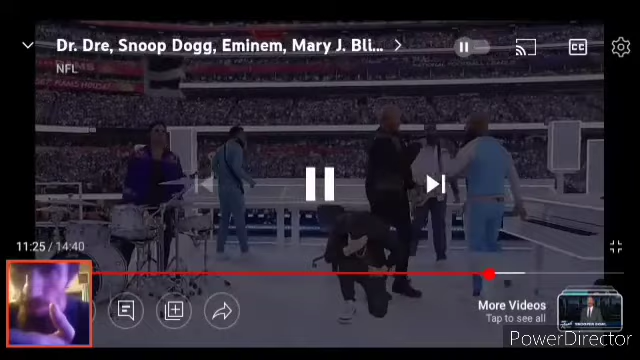 Dr. Dre, Snoop Dogg, Eminem, Mary J. Bli...
NFL
CC
11:25 / 14:40
More Videos
Tap to see all
PowerDirector